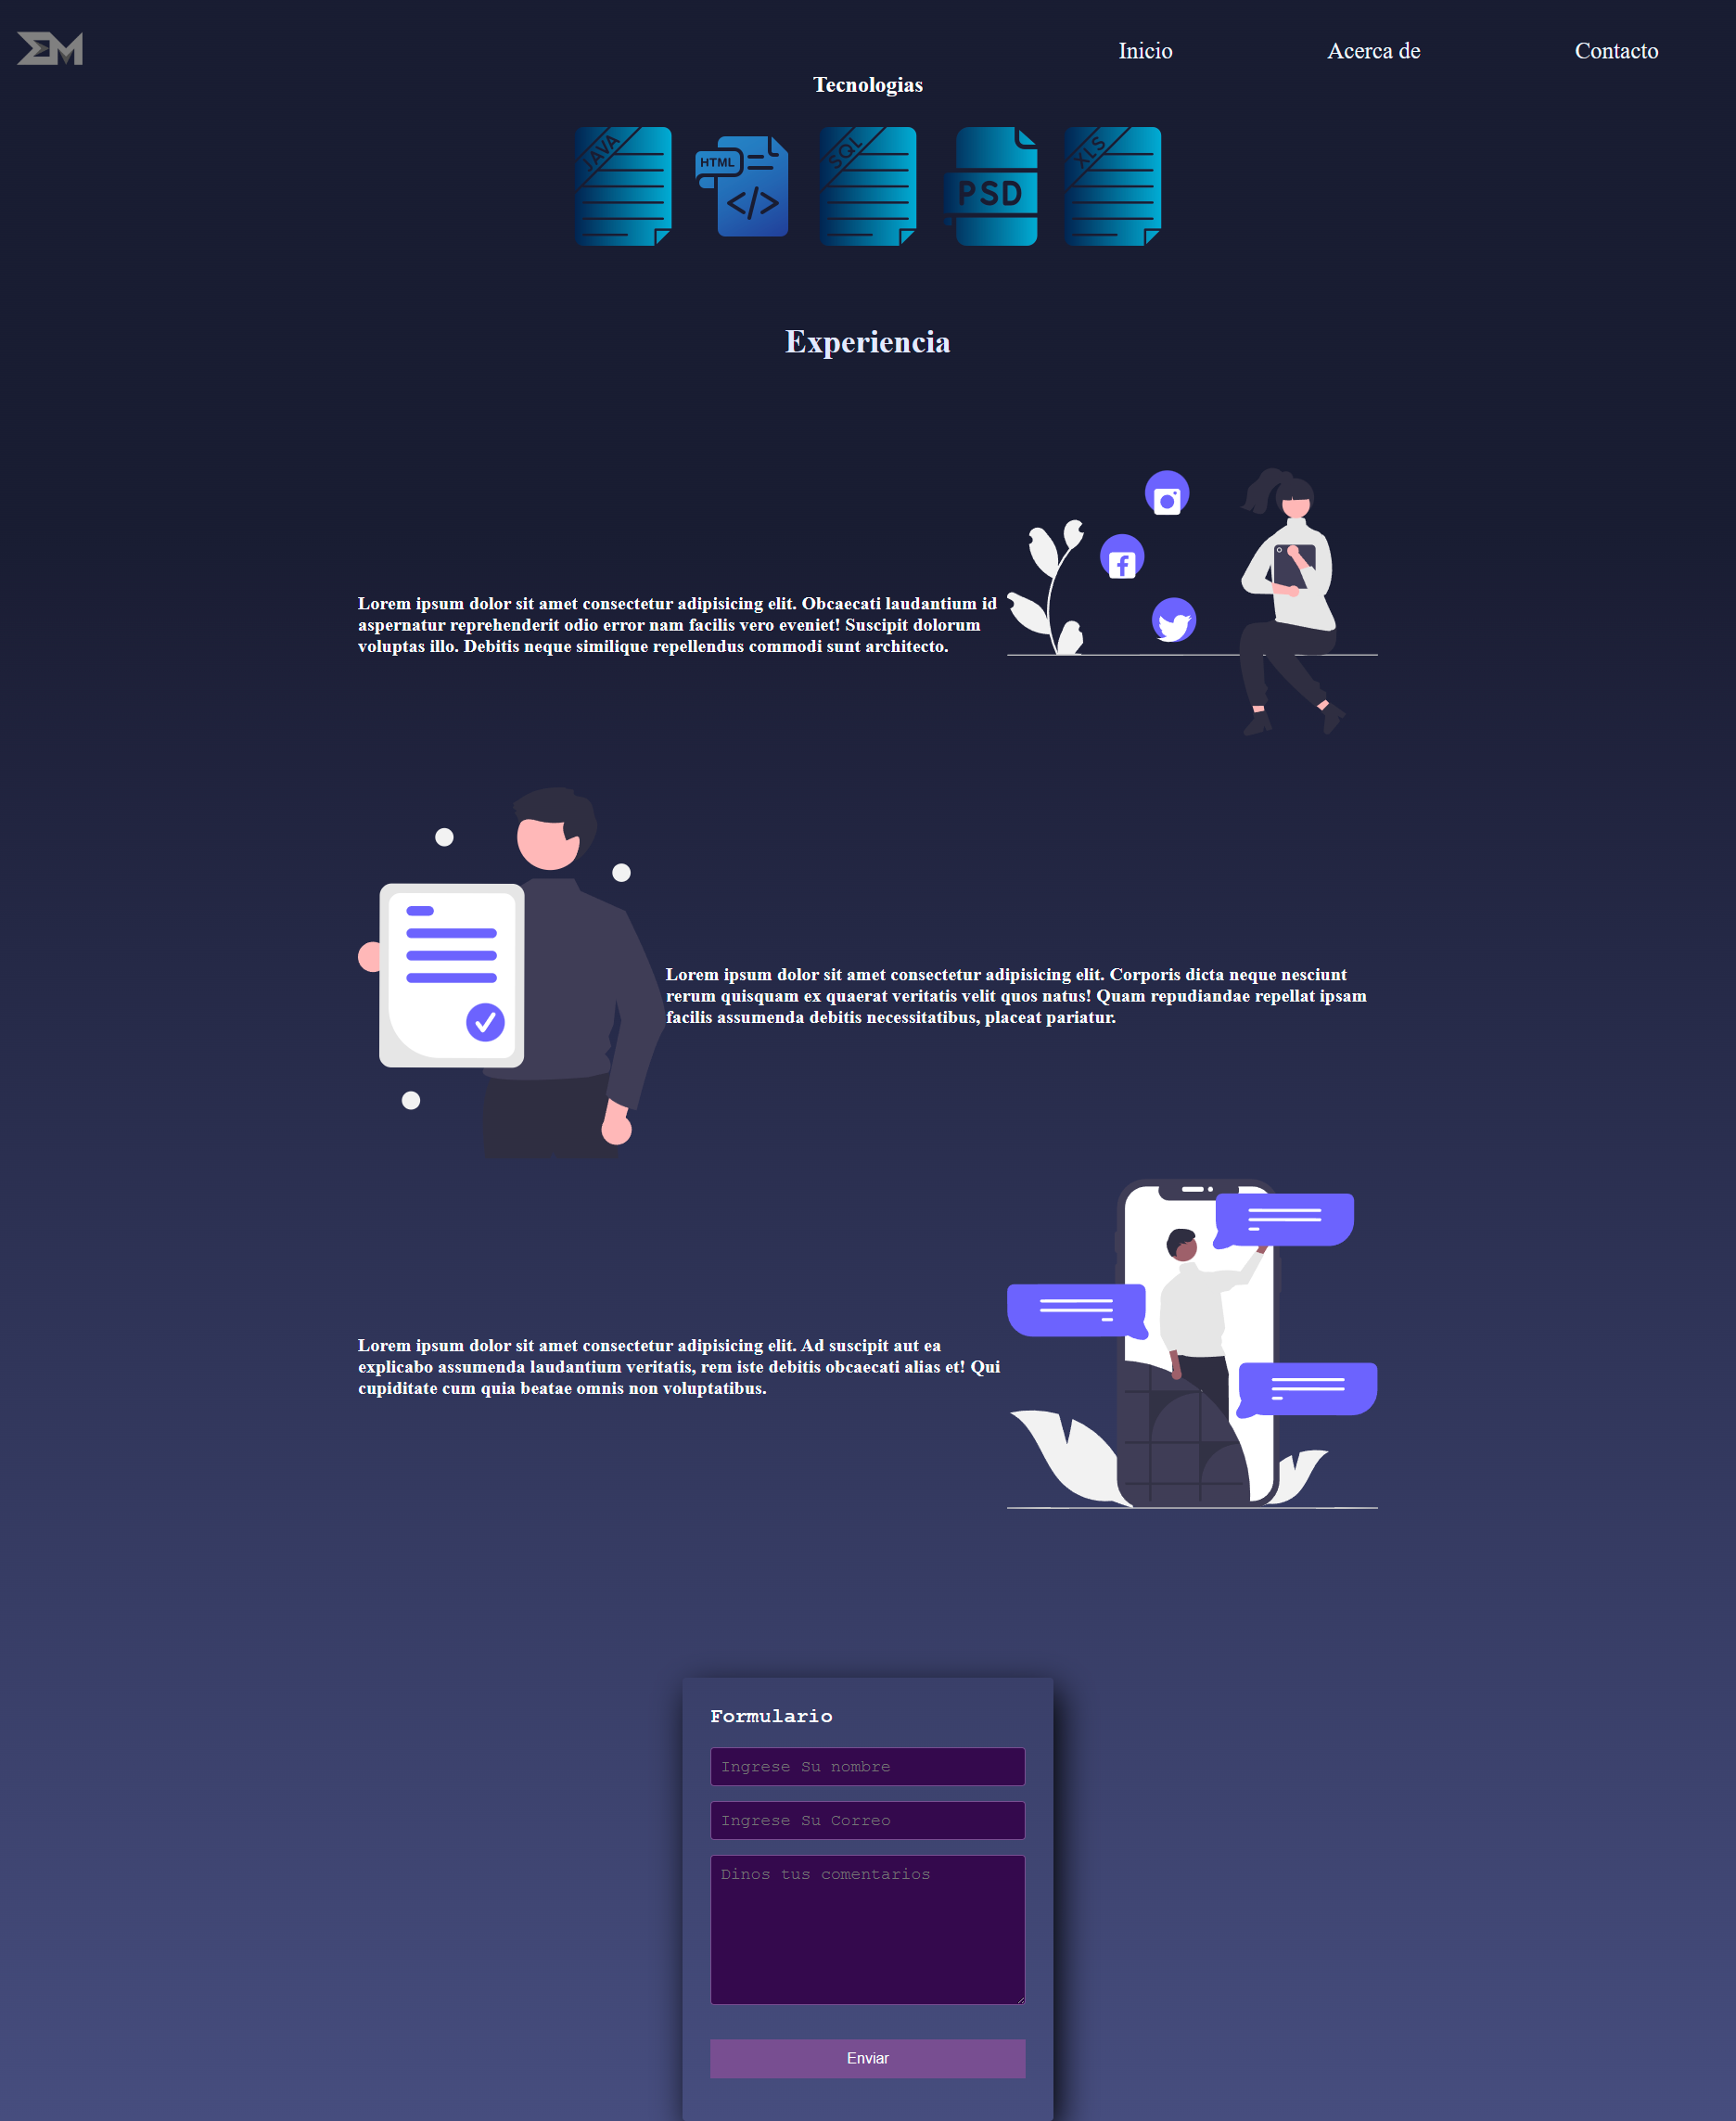 ΣM
Inicio
Acerca de
Contacto
Tecnologias
JAVA
HTML
</>
SQL
PSD
XLS
Experiencia
Lorem ipsum dolor sit amet consectetur adipisicing elit. Obcaecati laudantium id
aspernatur reprehenderit odio error nam facilis vero eveniet! Suscipit dolorum
voluptas illo. Debitis neque similique repellendus commodi sunt architecto.
Lorem ipsum dolor sit amet consectetur adipisicing elit. Corporis dicta neque nesciunt
rerum quisquam ex quaerat veritatis velit quos natus! Quam repudiandae repellat ipsam
facilis assumenda debitis necessitatibus, placeat pariatur.
Lorem ipsum dolor sit amet consectetur adipisicing elit. Ad suscipit aut ea
explicabo assumenda laudantium veritatis, rem iste debitis obcaecati alias et! Qui
cupiditate cum quia beatae omnis non voluptatibus.
Formulario
Ingrese Su nombre
Ingrese Su Correo
Dinos tus comentarios
Enviar